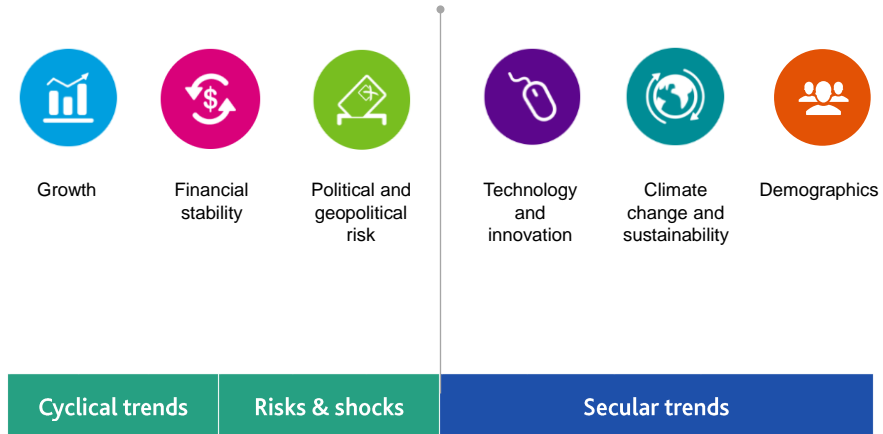 $
Growth
Financial
stability
Political and
geopolitical
risk
Technology
and
innovation
Climate
change and
sustainability
Demographics
Cyclical trends
Risks & shocks
Secular trends